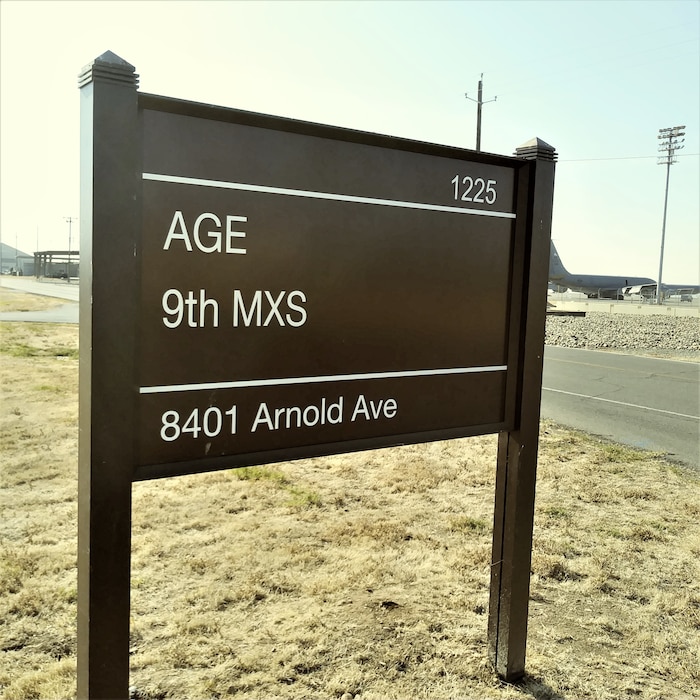 1225
AGE
9th MXS
8401 Arnold Ave